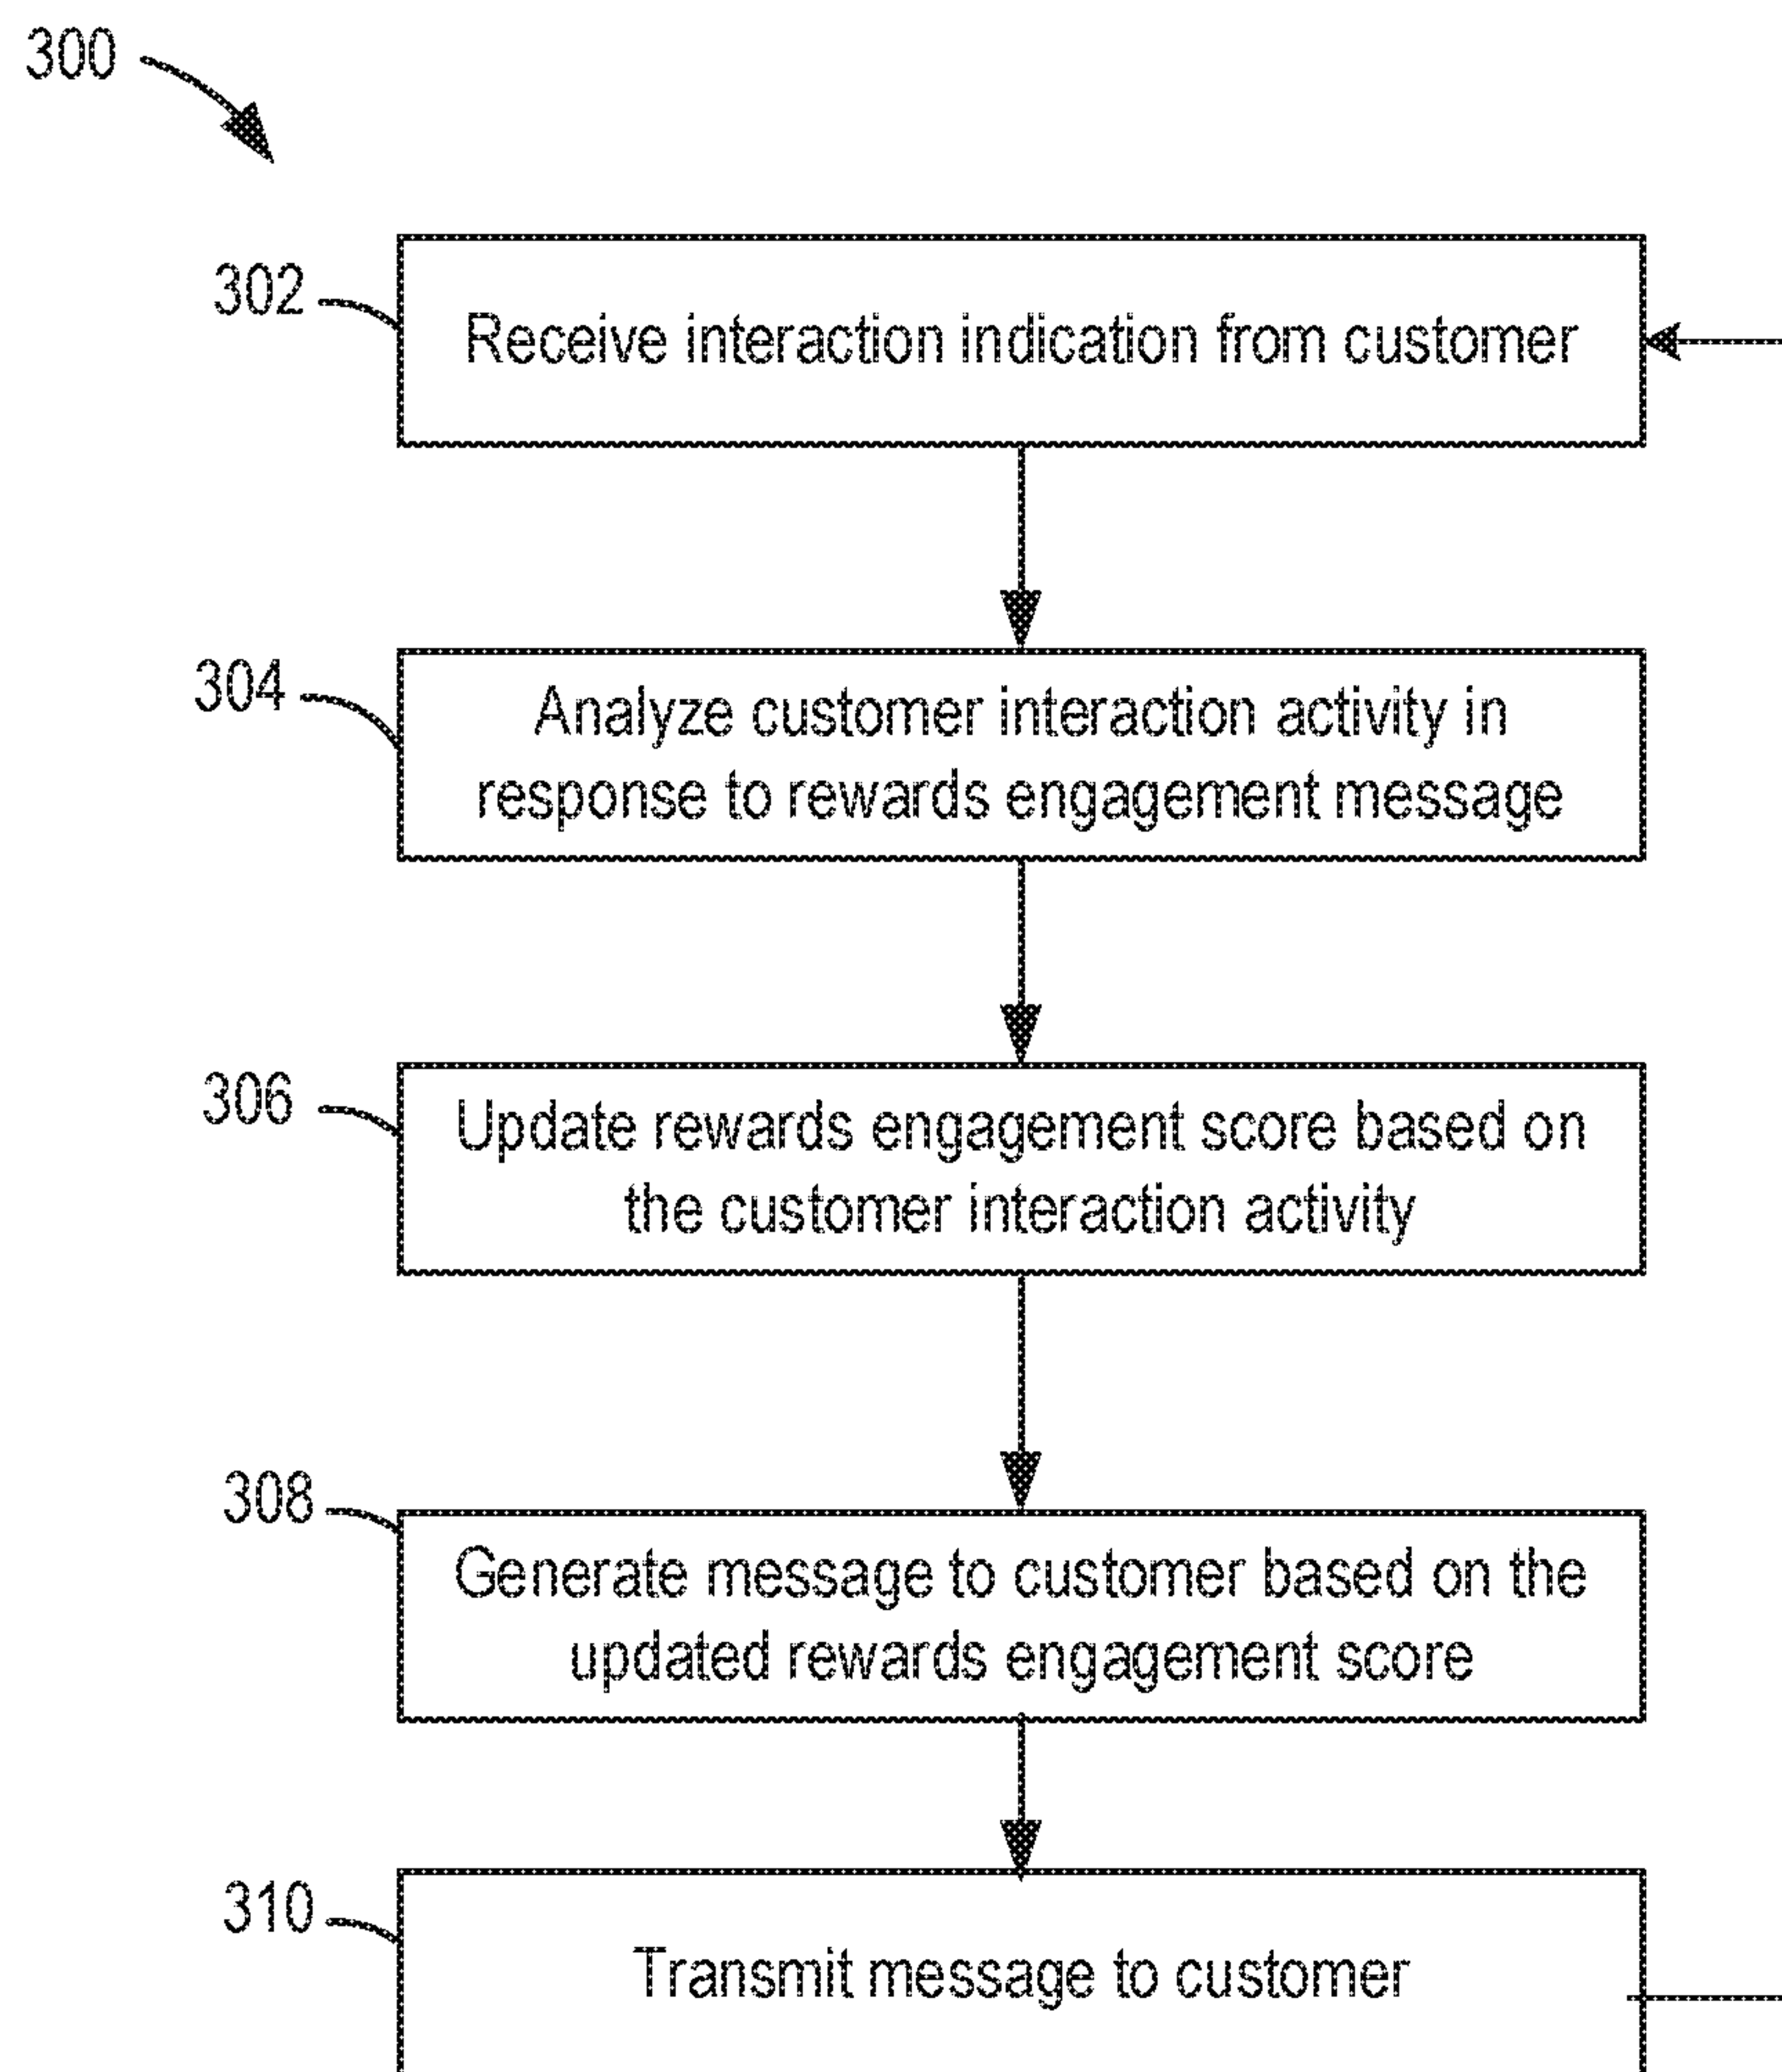 300
302
Receive interaction indication from customer
304
Analyze customer interaction activity in
response to rewards engagement message
306
Update rewards engagement score based on
the customer interaction activity
308
Generate message to customer based on the
updated rewards engagement score
310
Transmit message to customer